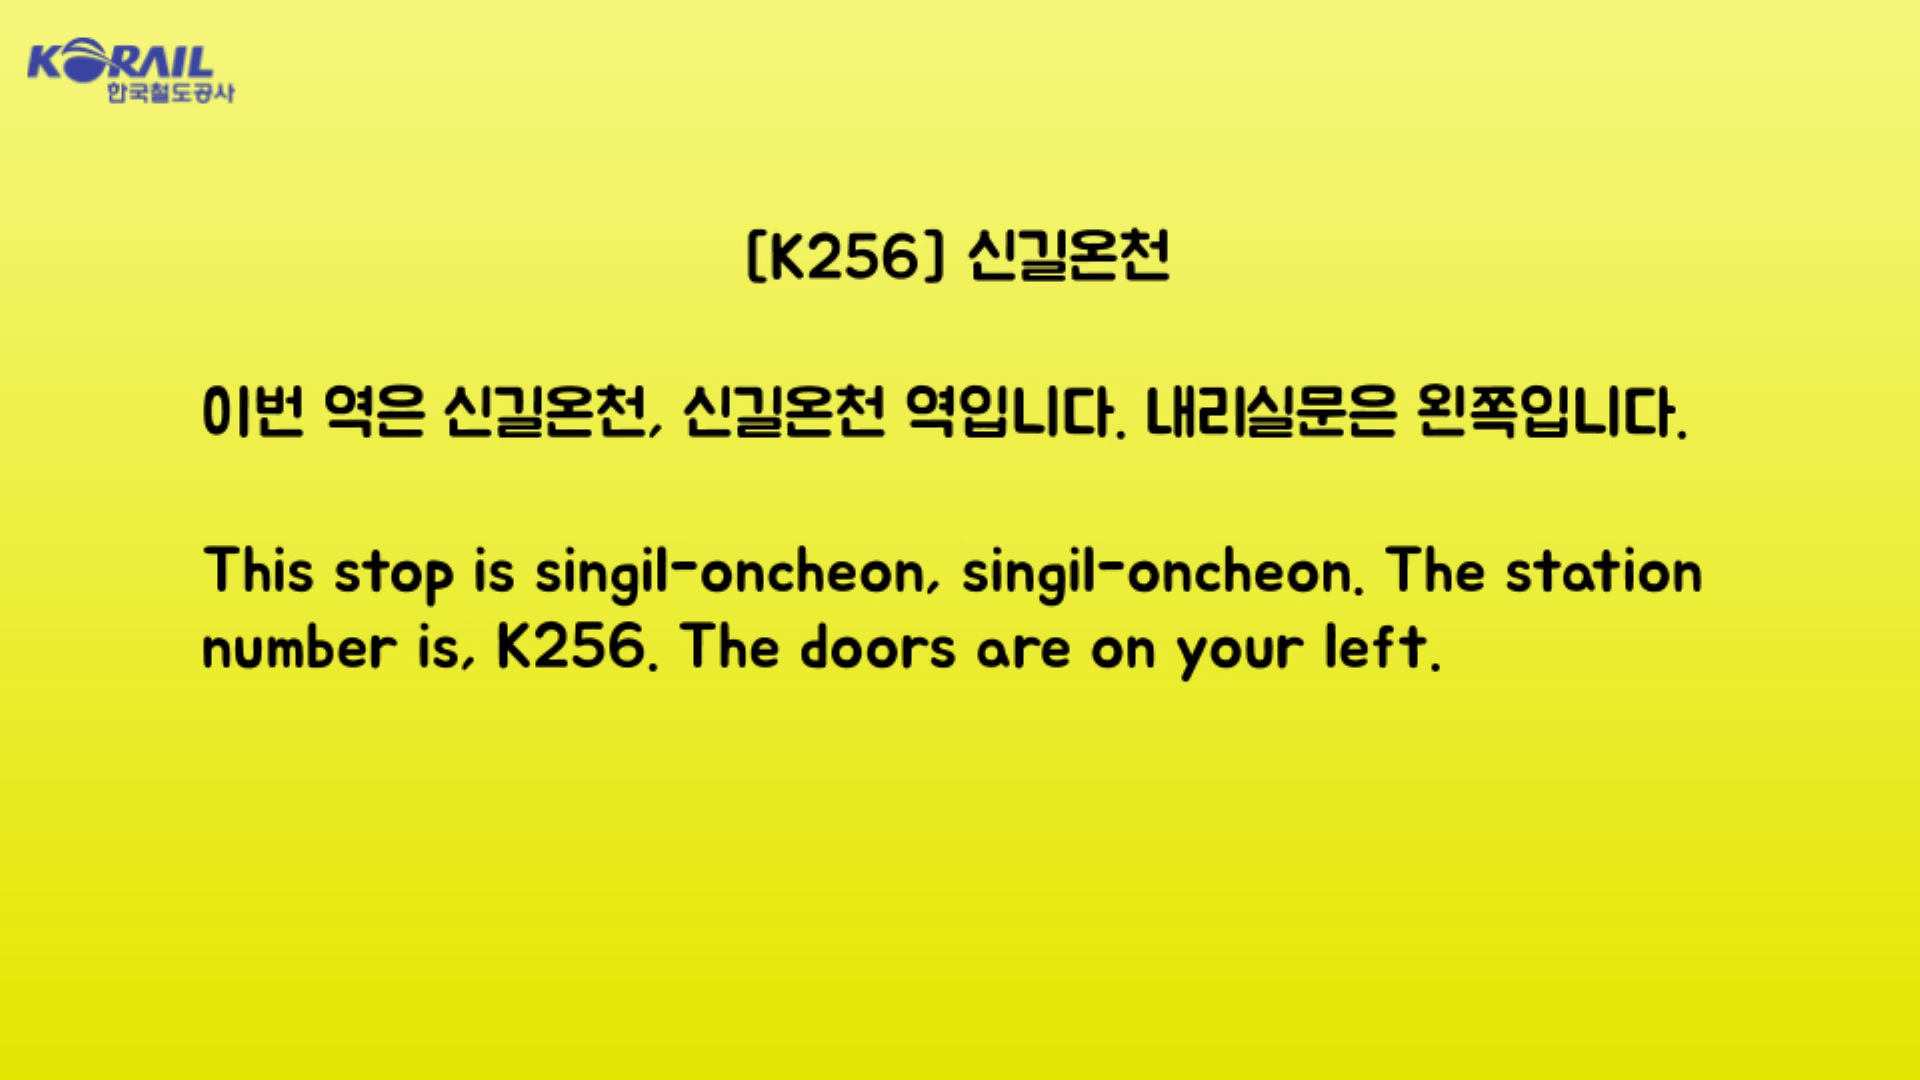 KORAIL
한국철도공사
[K256] 신길온천
이번 역은 신길온천, 신길온천 역입니다. 내리실문은 왼쪽입니다.
This stop is singil-oncheon, singil-oncheon. The station
number is, K256. The doors are on your left.